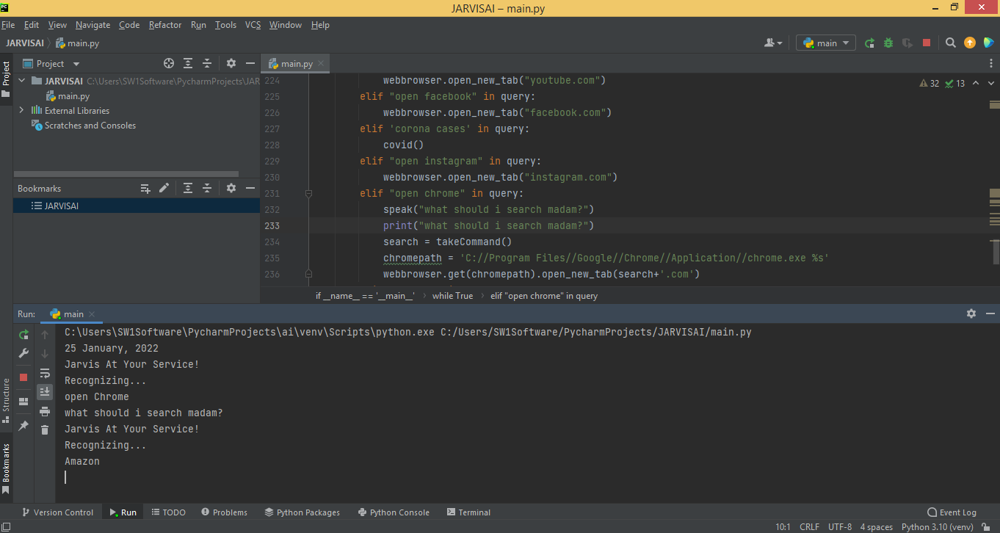 PC
JARVISAI – main.py
File Edit View Navigate Code Refactor Run Tools VCS Window Help
JARVISAI main.py
main
Project
Project
main.py
JARVISAI C:\Users\SW1Software\PycharmProjects\JAR
main.py
External Libraries
Scratches and Consoles
Bookmarks
JARVISAI
32 13
224 webbrowser.open_new_tab("youtube.com")
225 elif "open facebook" in query:
226 webbrowser.open_new_tab("facebook.com")
227 elif 'corona cases' in query:
228 covid()
229 elif "open instagram" in query:
230 webbrowser.open_new_tab("instagram.com")
231 elif "open chrome" in query:
232 speak("what should i search madam?")
233 print("what should i search madam?")
234 search = takeCommand()
235 chromepath = 'C://Program Files//Google//Chrome//Application//chrome.exe %s'
236 webbrowser.get(chromepath).open_new_tab(search+'.com')
if __name__ == '__main__' while True elif "open chrome" in query
Run: main
C:\Users\SW1Software\PycharmProjects\ai\venv\Scripts\python.exe C:/Users/SW1Software/PycharmProjects/JARVISAI/main.py
25 January, 2022
Jarvis At Your Service!
Recognizing...
open Chrome
what should i search madam?
Jarvis At Your Service!
Recognizing...
Amazon
Structure
Bookmarks
Version Control Run TODO Problems Python Packages Python Console Terminal Event Log
10:1 CRLF UTF-8 4 spaces Python 3.10 (venv)